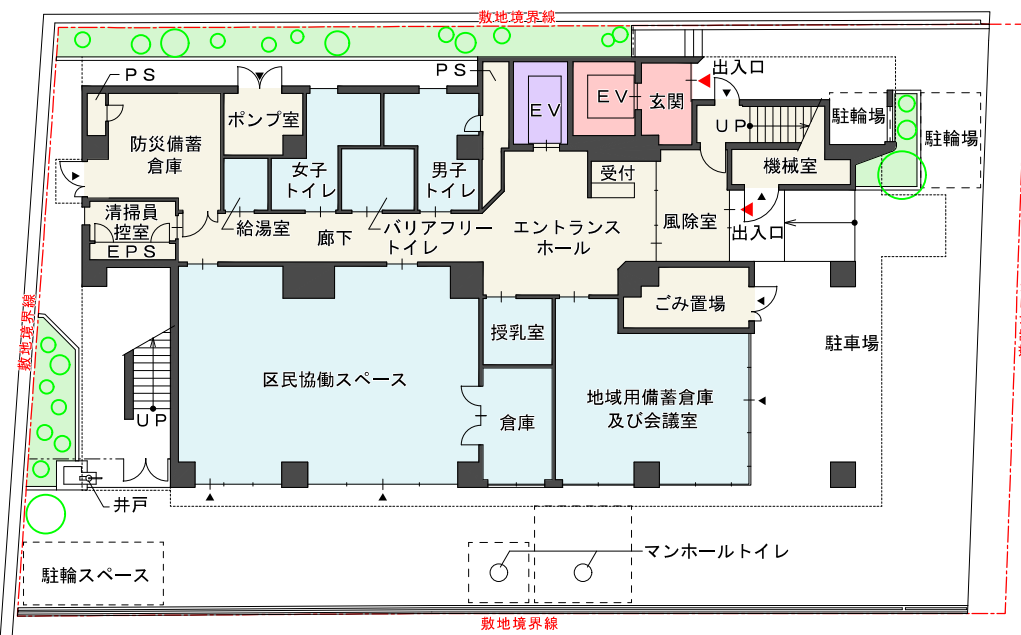 敷地境界線
PS
PS
出入口
EV
EV
玄関
ポンプ室
UP
駐輪場
駐輪場
防災備蓄
倉庫
女子
トイレ
男子
トイレ
受付
機械室
清掃員
控室
EPS
給湯室
廊下
バリアフリー
トイレ
エントランス
ホール
風除室
出入口
ごみ置場
敷地境界線
授乳室
駐車場
区民協働スペース
地域用備蓄倉庫
及び会議室
倉庫
UP
井戸
マンホールトイレ
駐輪スペース
敷地境界線